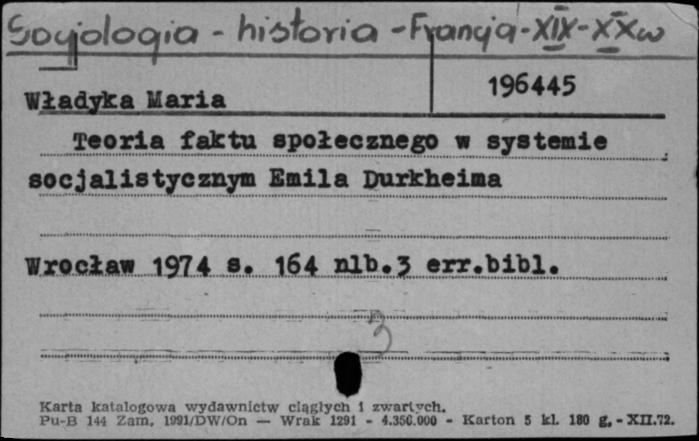 Socjologia - historia - Francja - XIX - XX w
196445
Władyka Maria
Teoria faktu społecznego w systemie
socjalistycznym Emila Durkheima
Wrocław 1974 s. 164 nlb.3 err.bibl.
3
Karta katalogowa wydawnictw ciągłych i zwartych.
Pu-B 144 Zam. 1991/DW/On — Wrak 1291 - 4.350.000 - Karton 5 kl. 180 g. - XII.72.